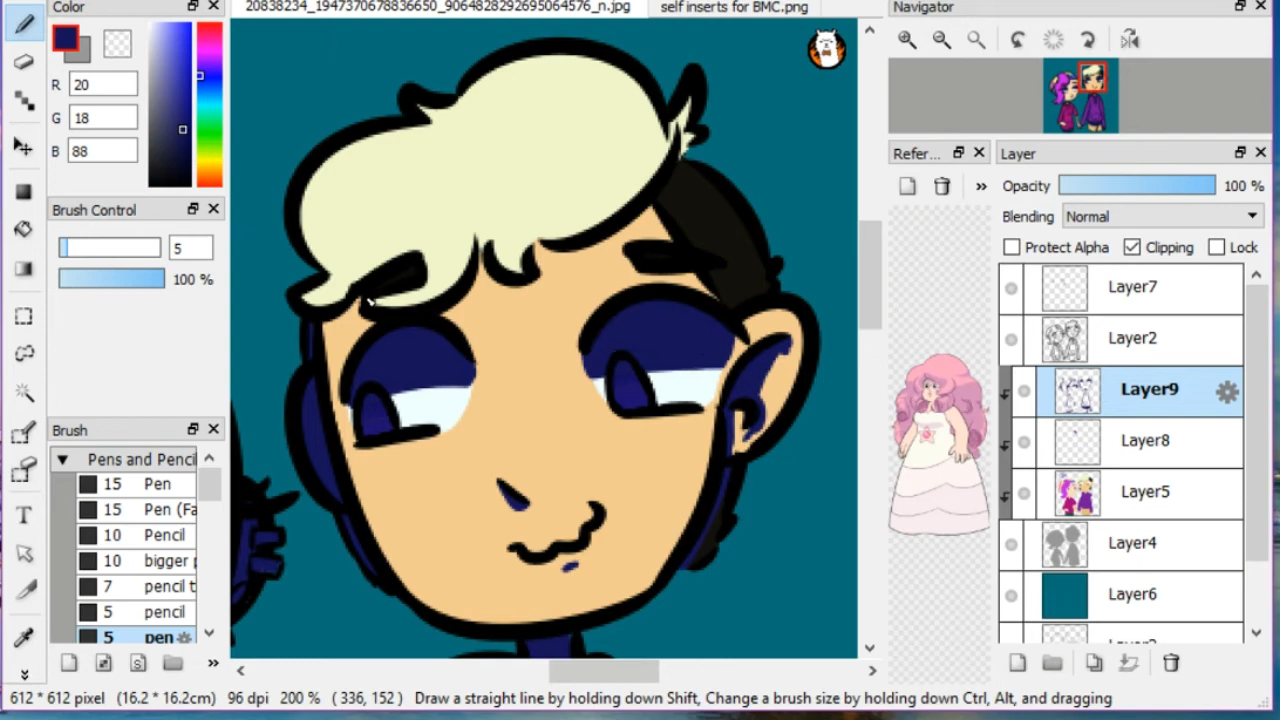 Color
20838234_1947370678836650_9064828292695064576_n.jpg
self inserts for BMC.png
Navigator
R 20
G 18
B 88
Refer...
Layer
Opacity 100 %
Brush Control
Blending Normal
5
Protect Alpha Clipping Lock
100 %
Layer7
Layer2
Layer9
Brush
Layer8
Pens and Pencil
15 Pen
Layer5
15 Pen (Fa
10 Pencil
Layer4
10 bigger p
7 pencil t
Layer6
5 pencil
5 pen
612 * 612 pixel (16.2 * 16.2cm) 96 dpi 200 % ( 336, 152 ) Draw a straight line by holding down Shift, Change a brush size by holding down Ctrl, Alt, and dragging